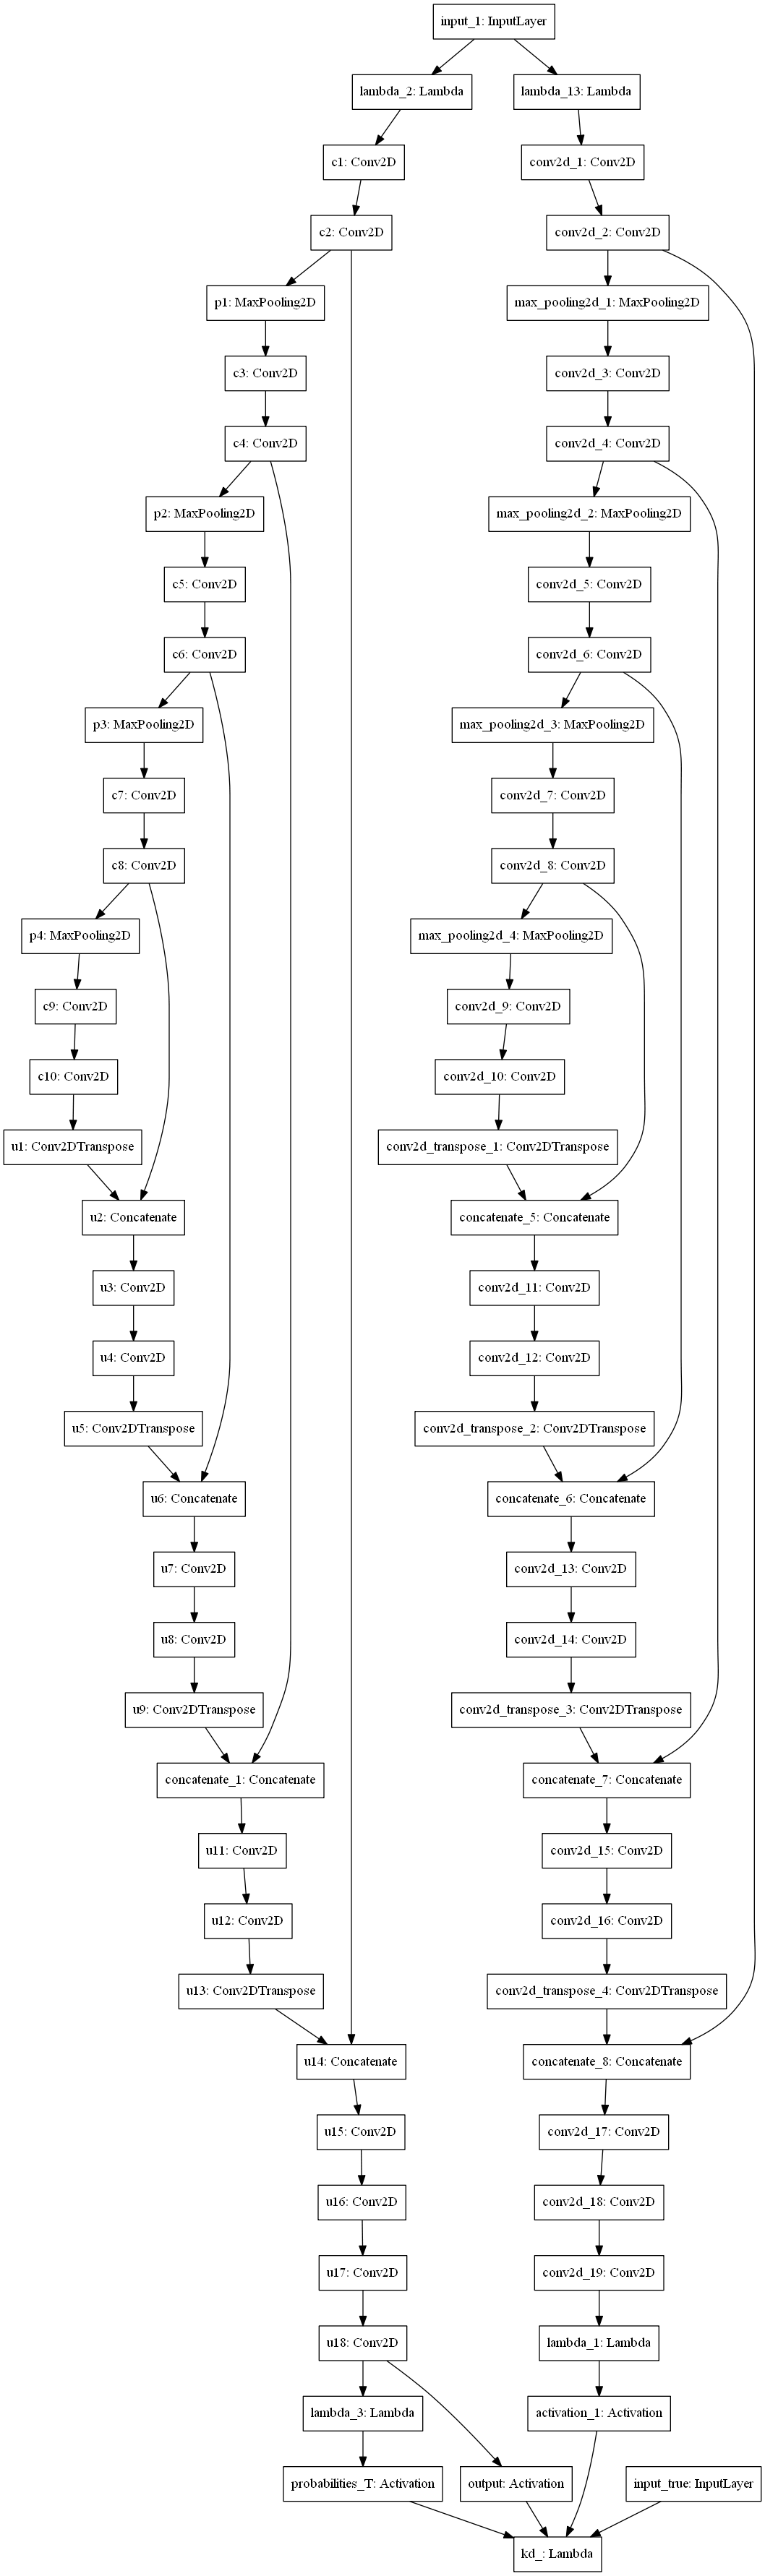 input_1: InputLayer
lambda_2: Lambda
lambda_13: Lambda
c1: Conv2D
conv2d_1: Conv2D
c2: Conv2D
conv2d_2: Conv2D
p1: MaxPooling2D
max_pooling2d_1: MaxPooling2D
c3: Conv2D
conv2d_3: Conv2D
c4: Conv2D
conv2d_4: Conv2D
p2: MaxPooling2D
max_pooling2d_2: MaxPooling2D
c5: Conv2D
conv2d_5: Conv2D
c6: Conv2D
conv2d_6: Conv2D
p3: MaxPooling2D
max_pooling2d_3: MaxPooling2D
c7: Conv2D
conv2d_7: Conv2D
c8: Conv2D
conv2d_8: Conv2D
p4: MaxPooling2D
max_pooling2d_4: MaxPooling2D
c9: Conv2D
conv2d_9: Conv2D
c10: Conv2D
conv2d_10: Conv2D
u1: Conv2DTranspose
conv2d_transpose_1: Conv2DTranspose
u2: Concatenate
concatenate_5: Concatenate
u3: Conv2D
conv2d_11: Conv2D
u4: Conv2D
conv2d_12: Conv2D
u5: Conv2DTranspose
conv2d_transpose_2: Conv2DTranspose
u6: Concatenate
concatenate_6: Concatenate
u7: Conv2D
conv2d_13: Conv2D
u8: Conv2D
conv2d_14: Conv2D
u9: Conv2DTranspose
conv2d_transpose_3: Conv2DTranspose
concatenate_1: Concatenate
concatenate_7: Concatenate
u11: Conv2D
conv2d_15: Conv2D
u12: Conv2D
conv2d_16: Conv2D
u13: Conv2DTranspose
conv2d_transpose_4: Conv2DTranspose
u14: Concatenate
concatenate_8: Concatenate
u15: Conv2D
conv2d_17: Conv2D
u16: Conv2D
conv2d_18: Conv2D
u17: Conv2D
conv2d_19: Conv2D
u18: Conv2D
lambda_1: Lambda
lambda_3: Lambda
activation_1: Activation
probabilities_T: Activation
output: Activation
input_true: InputLayer
kd_: Lambda